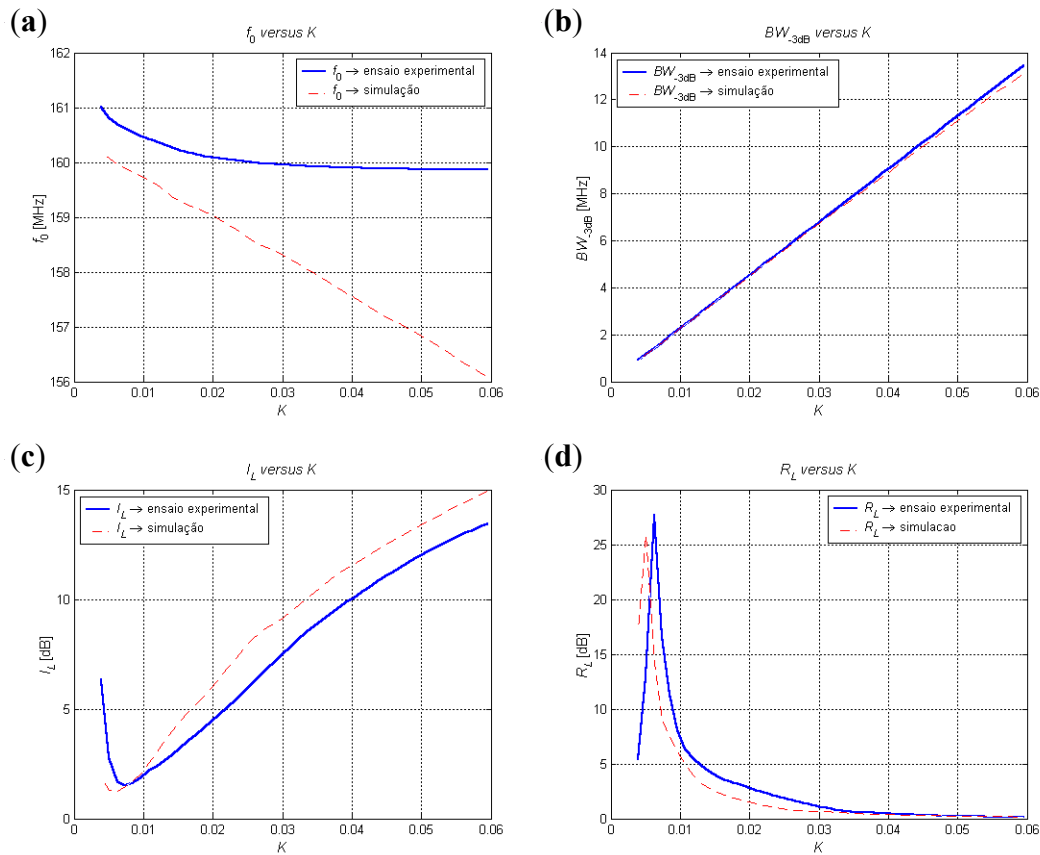 (a)
f0 versus K
162
161
160
159
158
157
156
f0 [MHz]
f0 → ensaio experimental
f0 → simulação
0 0.01 0.02 0.03 0.04 0.05 0.06
K
(b)
BW-3dB versus K
14
12
10
8
6
4
2
0
BW-3dB [MHz]
BW-3dB → ensaio experimental
BW-3dB → simulação
0 0.01 0.02 0.03 0.04 0.05 0.06
K
(c)
IL versus K
15
10
5
0
IL [dB]
IL → ensaio experimental
IL → simulação
0 0.01 0.02 0.03 0.04 0.05 0.06
K
(d)
RL versus K
30
25
20
15
10
5
0
RL [dB]
RL → ensaio experimental
RL → simulacao
0 0.01 0.02 0.03 0.04 0.05 0.06
K